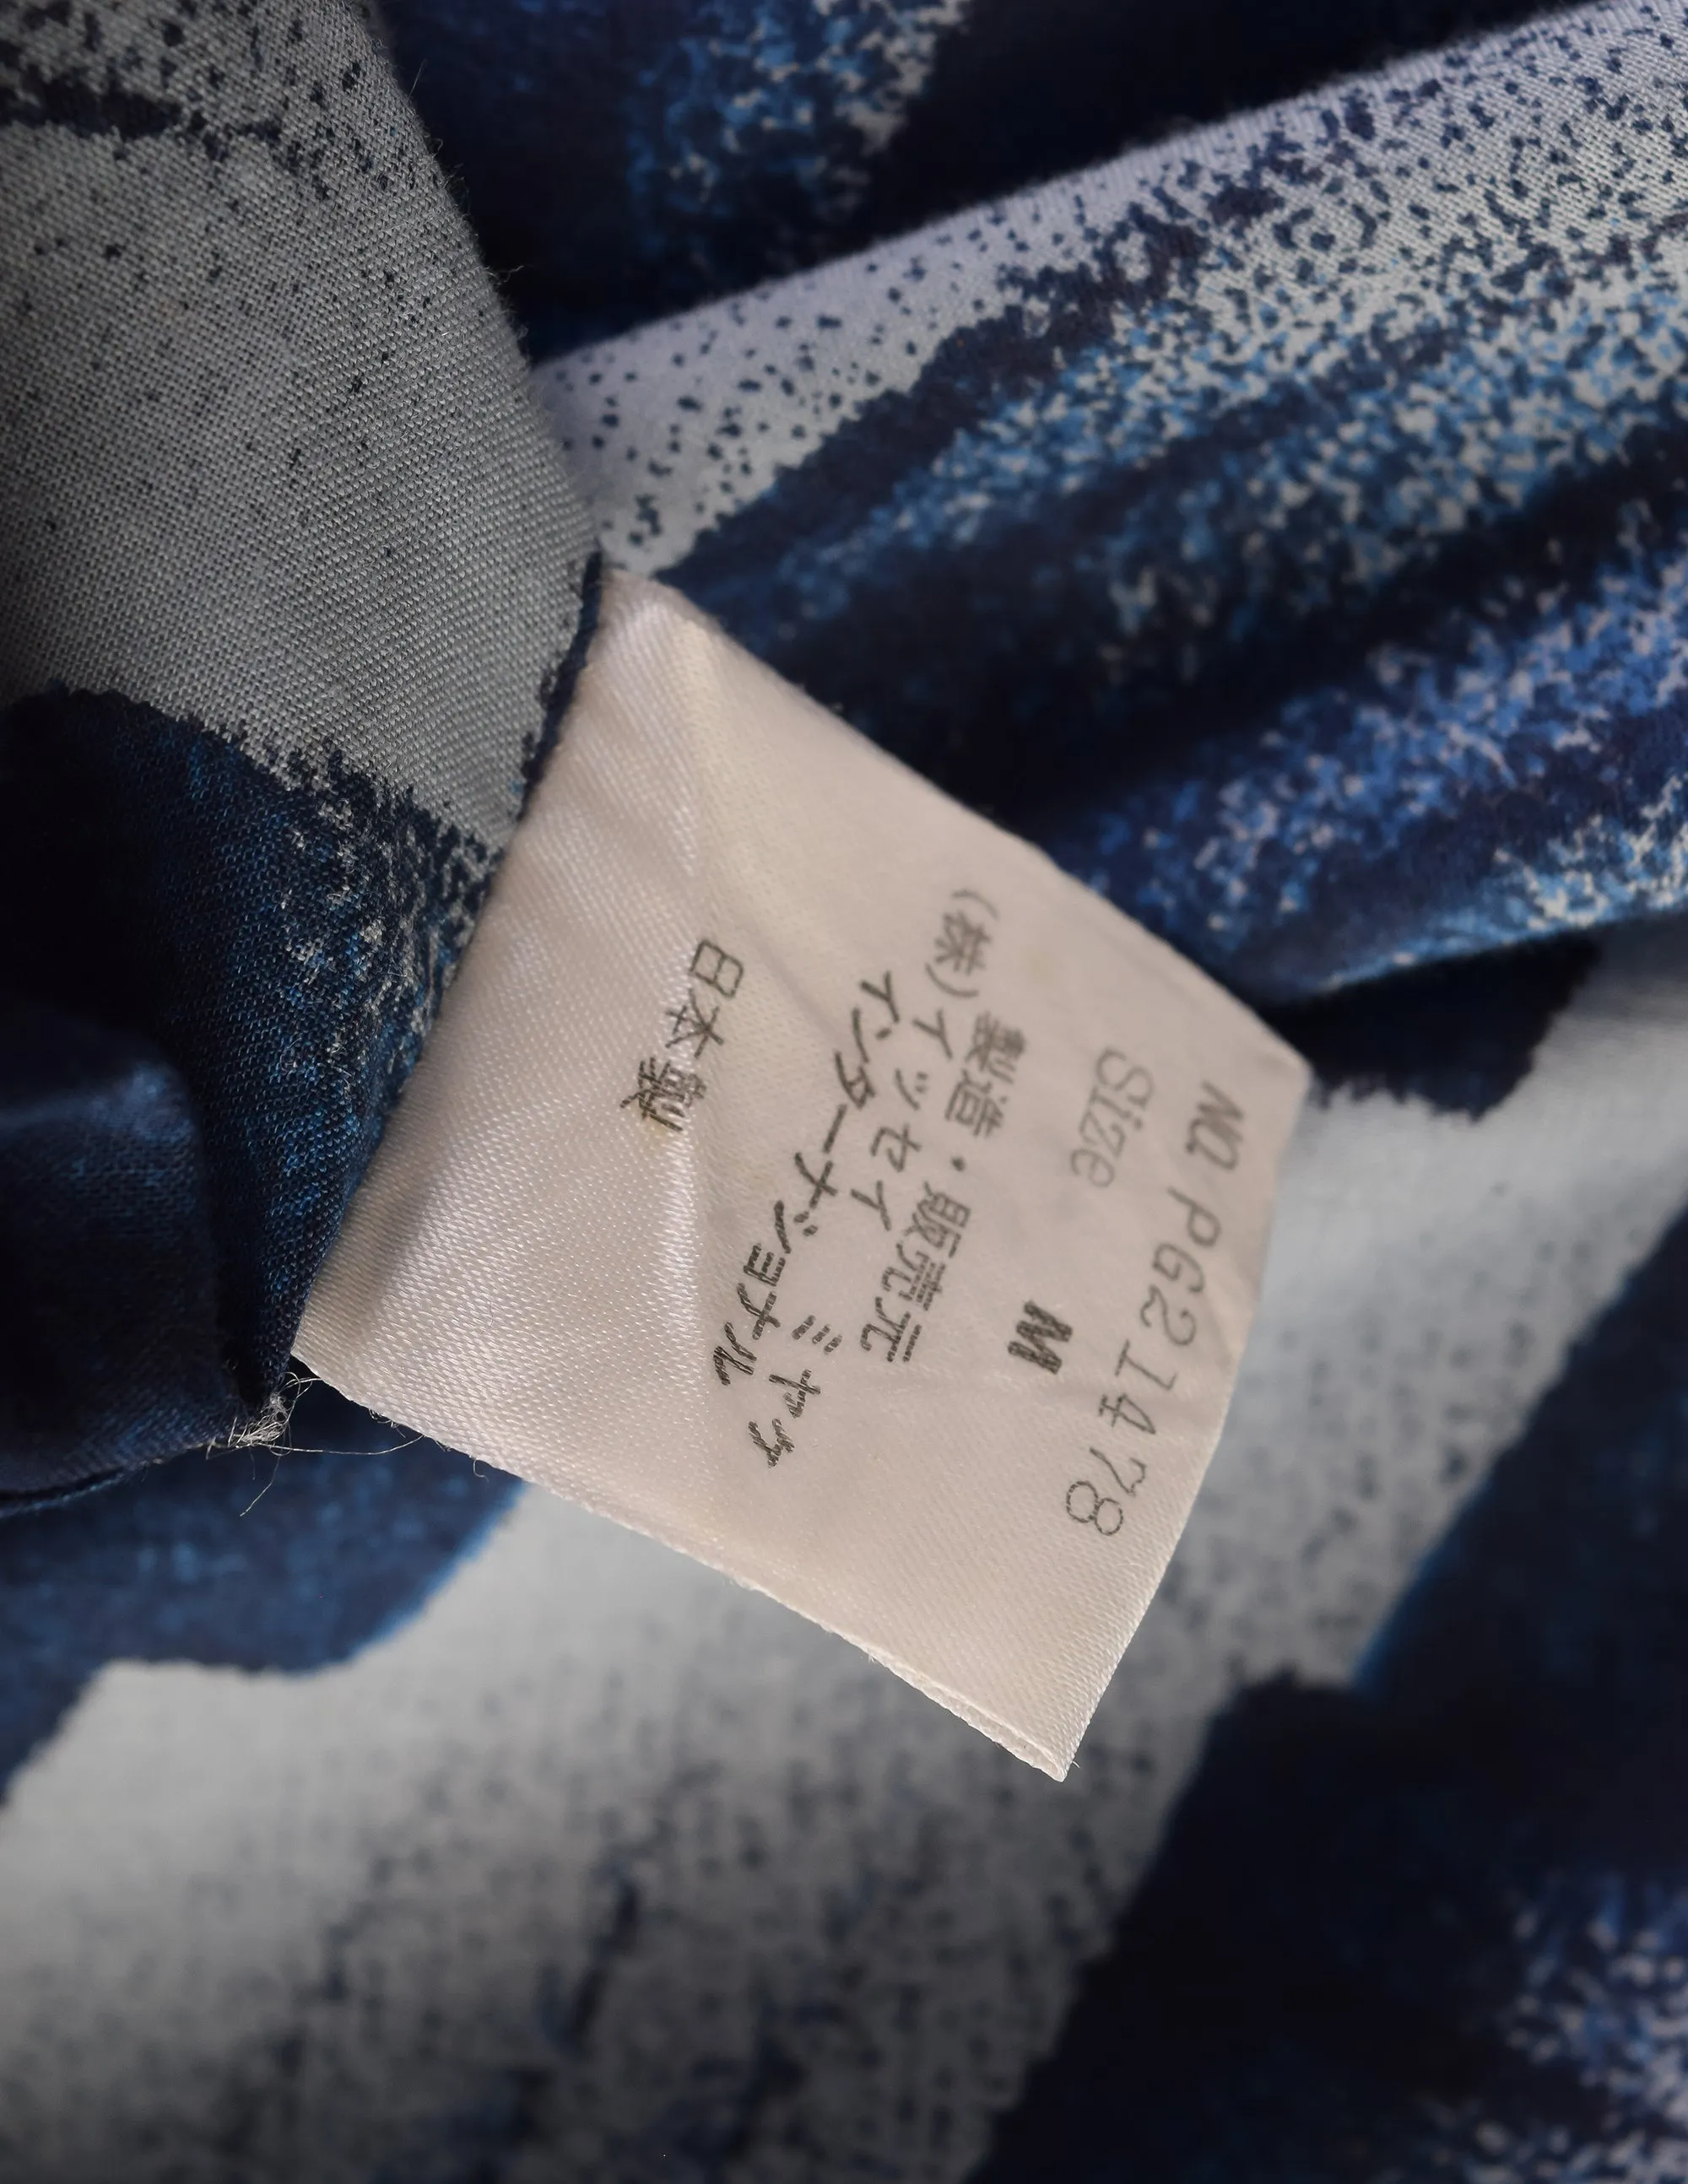 NO. PG21478
Size M
製造・販売元
(株)イッセイ ミヤケ
インターナショナル
日本製